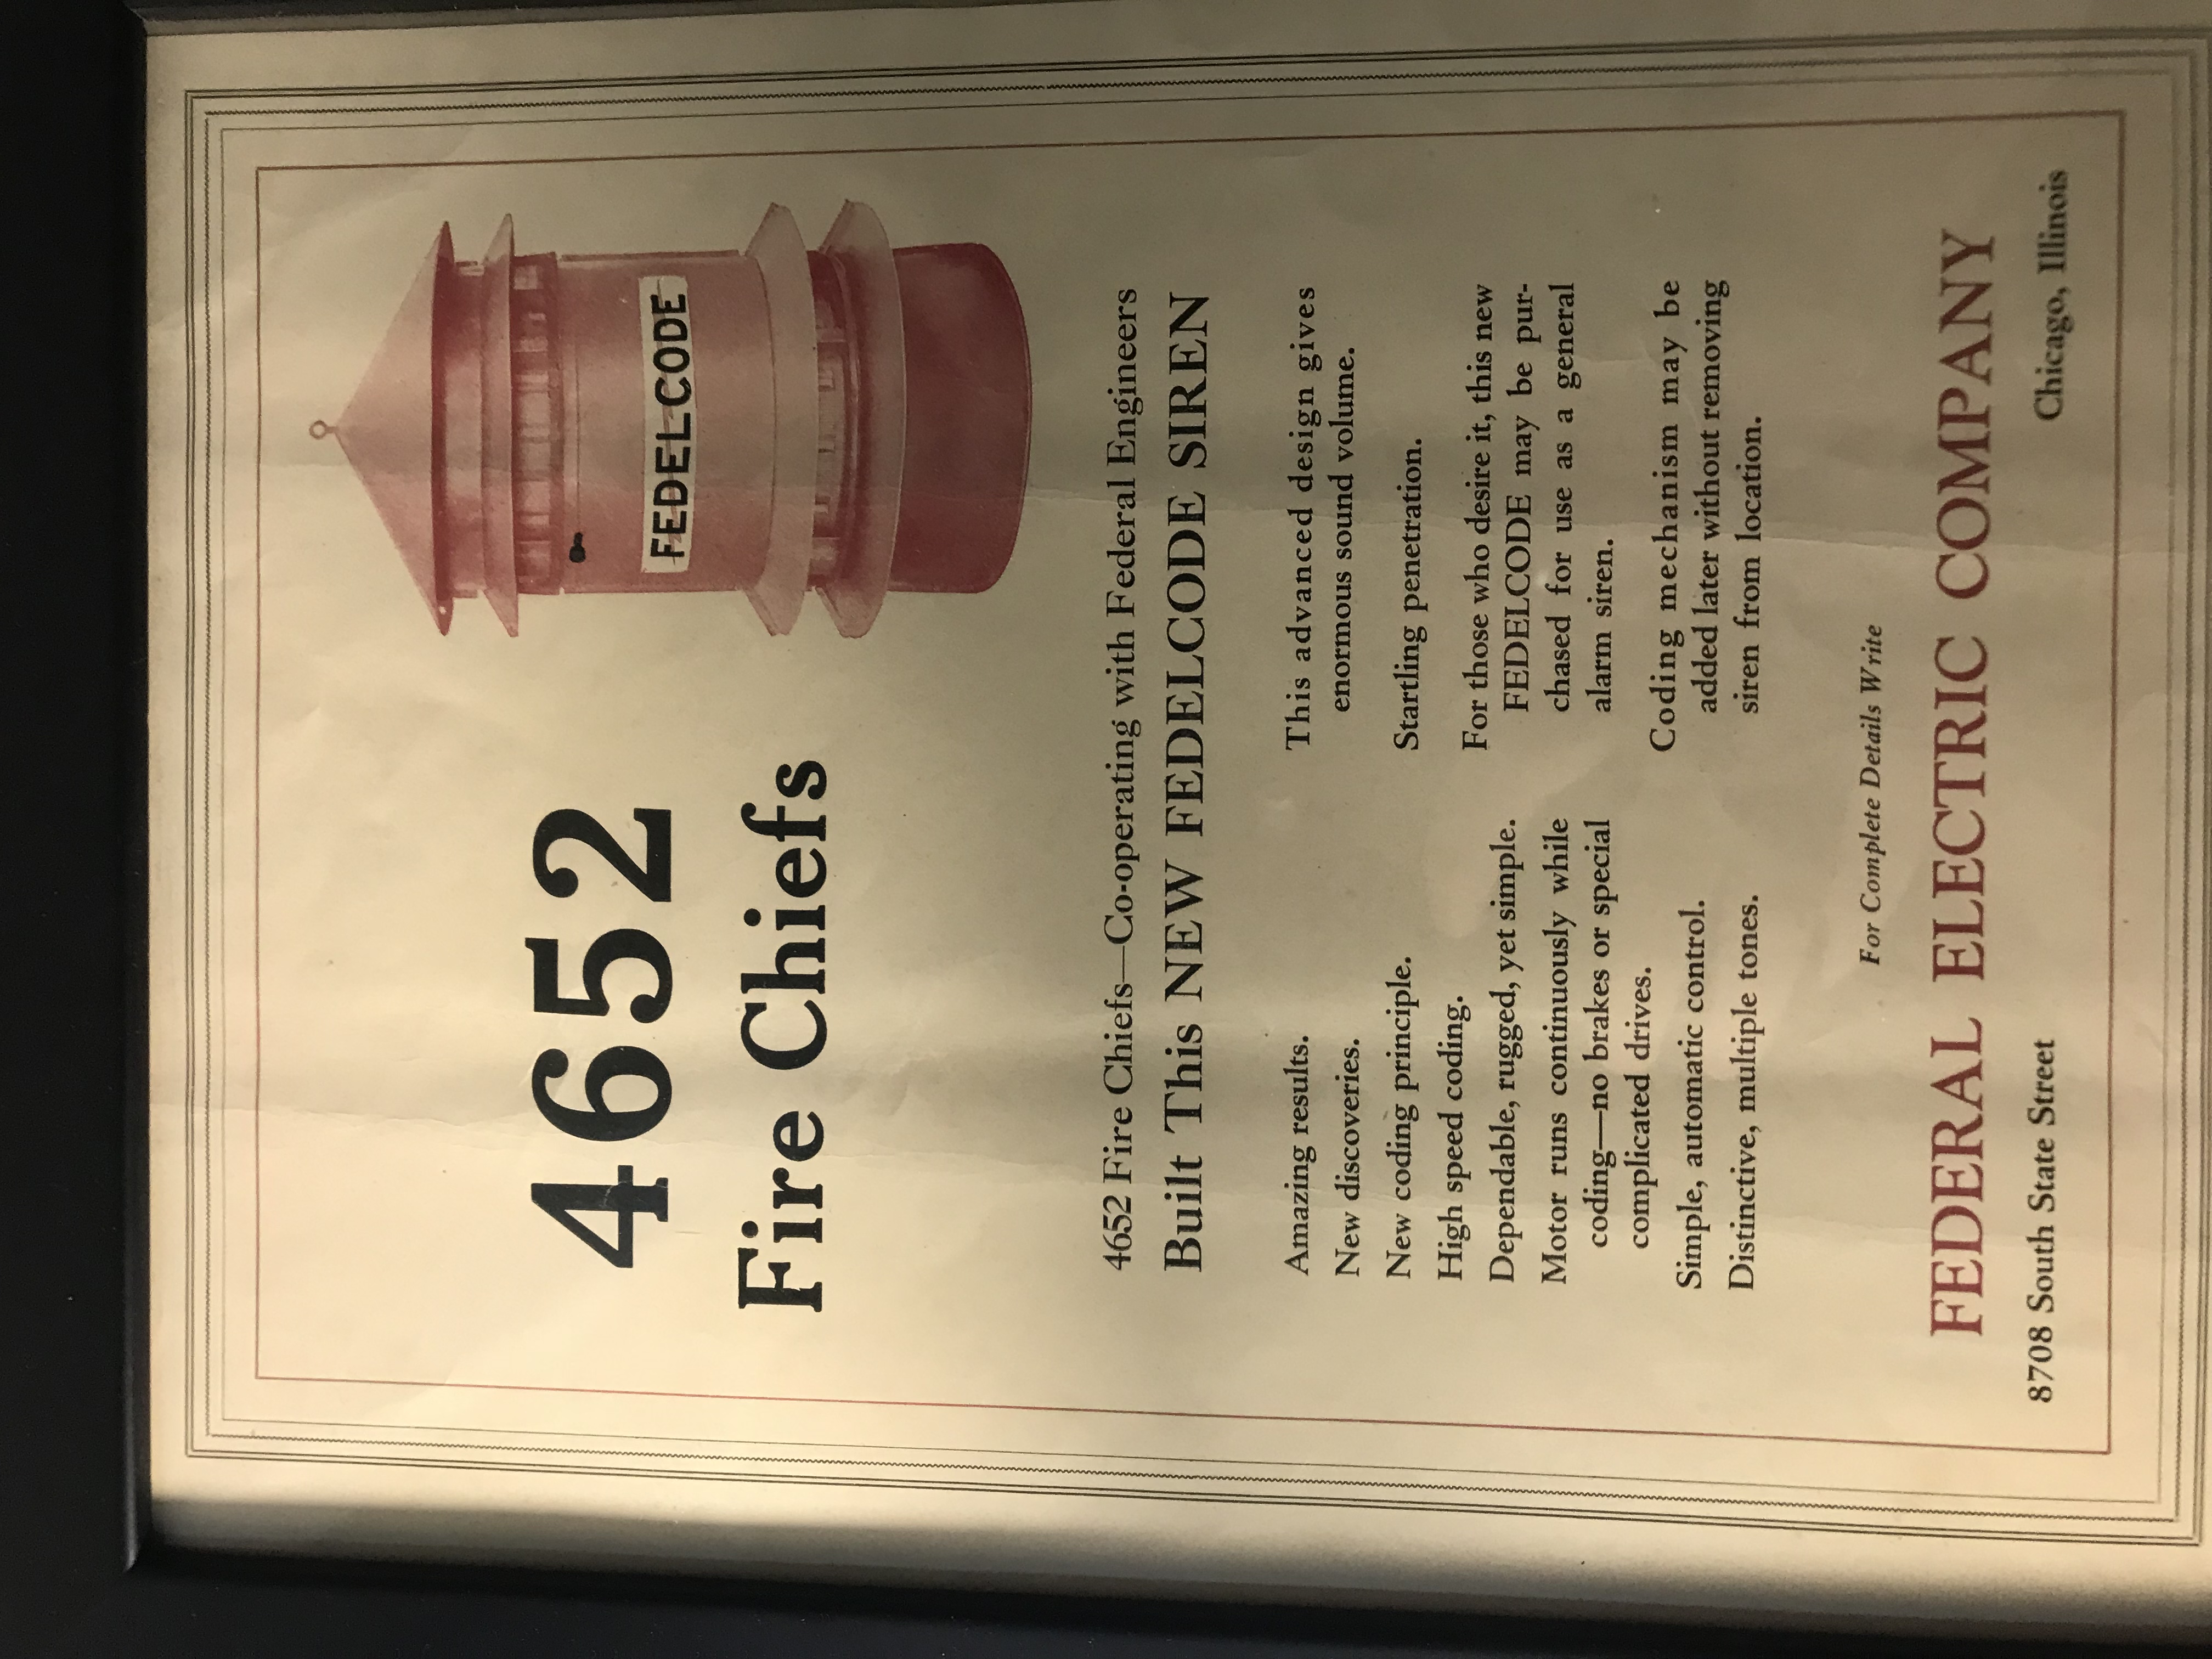 4652
Fire Chiefs
FEDELCODE
4652 Fire Chiefs—Co-operating with Federal Engineers
Built This NEW FEDELCODE SIREN
Amazing results.
New discoveries.
New coding principle.
High speed coding.
Dependable, rugged, yet simple.
Motor runs continuously while
coding—no brakes or special
complicated drives.
Simple, automatic control.
Distinctive, multiple tones.
This advanced design gives
enormous sound volume.
Startling penetration.
For those who desire it, this new
FEDELCODE may be pur-
chased for use as a general
alarm siren.
Coding mechanism may be
added later without removing
siren from location.
For Complete Details Write
FEDERAL ELECTRIC COMPANY
8708 South State Street Chicago, Illinois